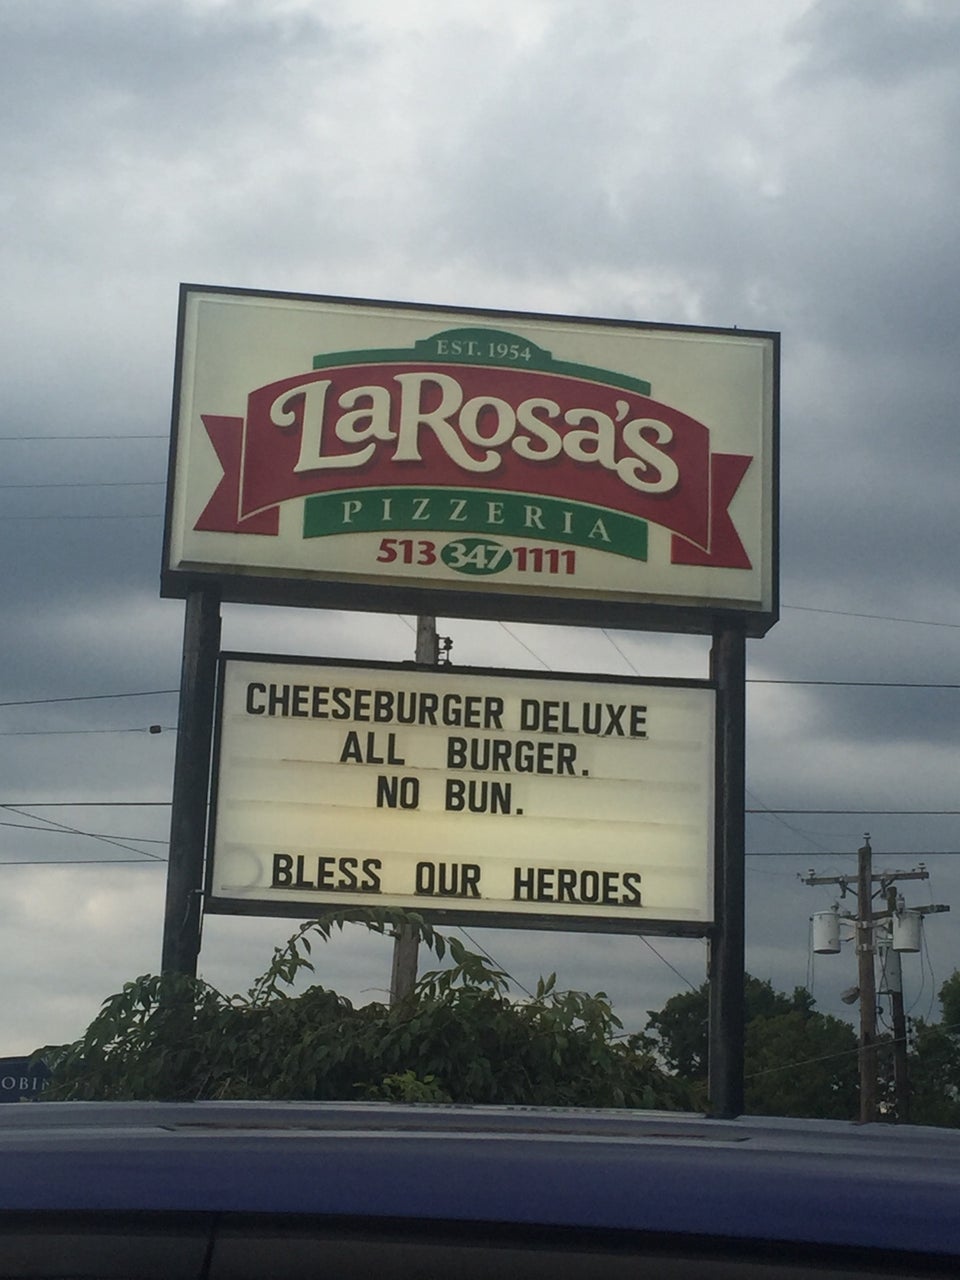 EST. 1954
LaRosa's
PIZZERIA
513 347 1111
CHEESEBURGER DELUXE
ALL BURGER.
NO BUN.
BLESS OUR HEROES